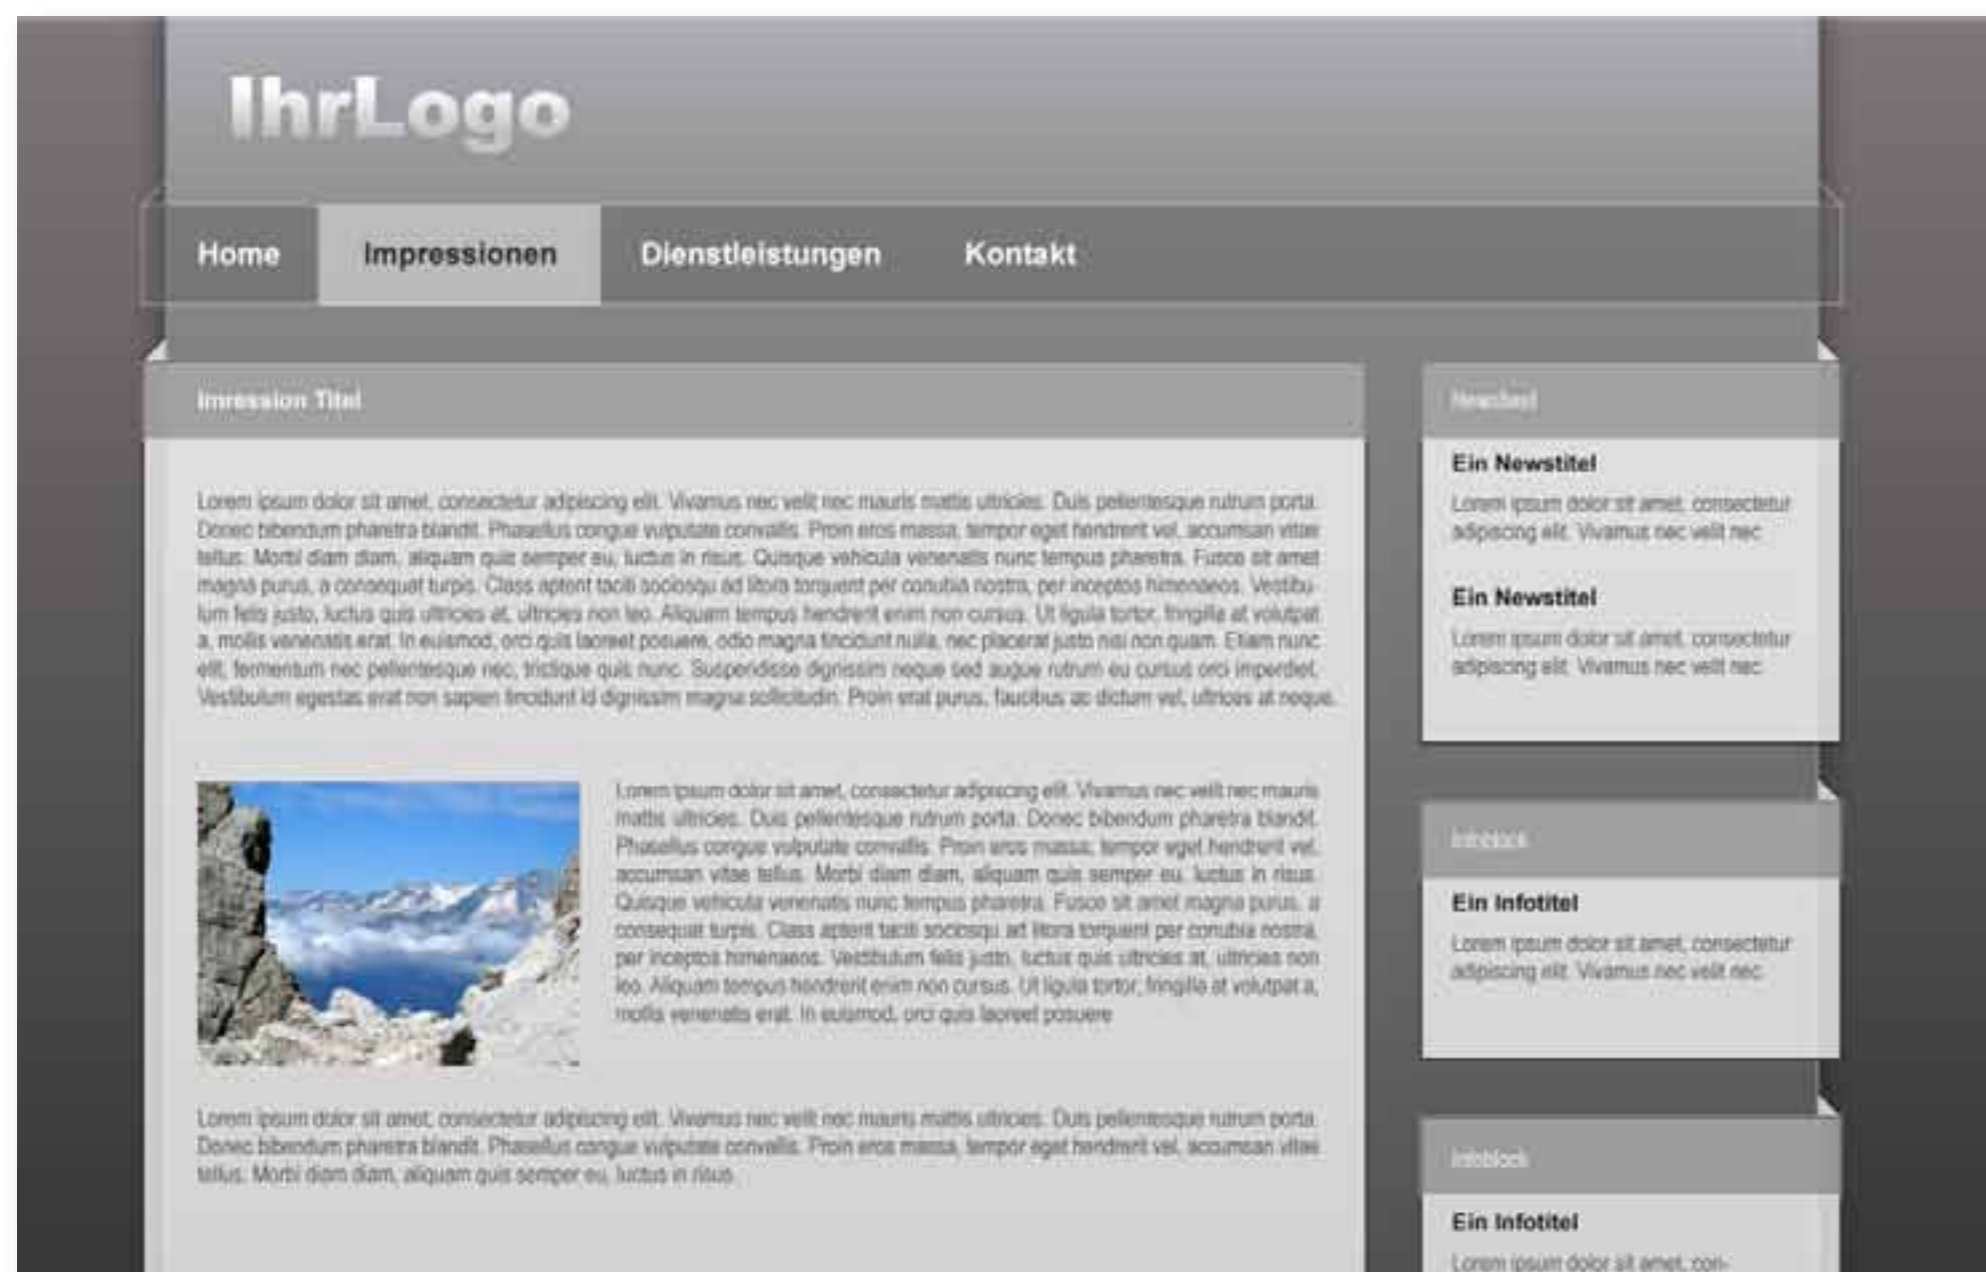 IhrLogo
Home Impressionen Dienstleistungen Kontakt
Imression Titel
Lorem ipsum dolor sit amet, consectetur adipiscing elit. Vivamus nec velit nec mauris mattis ultricies. Duis pellentesque rutrum porta.
Donec bibendum pharetra blandit. Phasellus congue vulputate convallis. Proin eros massa, tempor eget hendrerit vel, accumsan vitae
tellus. Morbi diam diam, aliquam quis semper eu, luctus in risus. Quisque vehicula venenatis nunc tempus pharetra. Fusce sit amet
magna purus, a consequat turpis. Class aptent taciti sociosqu ad litora torquent per conubia nostra, per inceptos himenaeos. Vestibu-
lum felis justo, luctus quis ultricies at, ultricies non leo. Aliquam tempus hendrerit enim non cursus. Ut ligula tortor, fringilla at volutpat
a, mollis venenatis erat. In euismod, orci quis laoreet posuere, odio magna tincidunt nulla, nec placerat justo nisi non quam. Etiam nunc
elit, fermentum nec pellentesque nec, tristique quis nunc. Suspendisse dignissim neque sed augue rutrum eu cursus orci imperdiet.
Vestibulum egestas erat non sapien tincidunt id dignissim magna sollicitudin. Proin erat purus, faucibus ac dictum vel, ultrices at neque.
Lorem ipsum dolor sit amet, consectetur adipiscing elit. Vivamus nec velit nec mauris
mattis ultricies. Duis pellentesque rutrum porta. Donec bibendum pharetra blandit.
Phasellus congue vulputate convallis. Proin eros massa, tempor eget hendrerit vel,
accumsan vitae tellus. Morbi diam diam, aliquam quis semper eu, luctus in risus.
Quisque vehicula venenatis nunc tempus pharetra. Fusce sit amet magna purus, a
consequat turpis. Class aptent taciti sociosqu ad litora torquent per conubia nostra,
per inceptos himenaeos. Vestibulum felis justo, luctus quis ultricies at, ultricies non
leo. Aliquam tempus hendrerit enim non cursus. Ut ligula tortor, fringilla at volutpat a,
mollis venenatis erat. In euismod, orci quis laoreet posuere
Lorem ipsum dolor sit amet, consectetur adipiscing elit. Vivamus nec velit nec mauris mattis ultricies. Duis pellentesque rutrum porta.
Donec bibendum pharetra blandit. Phasellus congue vulputate convallis. Proin eros massa, tempor eget hendrerit vel, accumsan vitae
tellus. Morbi diam diam, aliquam quis semper eu, luctus in risus.
Ein Newstitel
Lorem ipsum dolor sit amet, consectetur
adipiscing elit. Vivamus nec velit nec
Ein Newstitel
Lorem ipsum dolor sit amet, consectetur
adipiscing elit. Vivamus nec velit nec
Infoblock
Ein Infotitel
Lorem ipsum dolor sit amet, consectetur
adipiscing elit. Vivamus nec velit nec
Infoblock
Ein Infotitel
Lorem ipsum dolor sit amet, con-